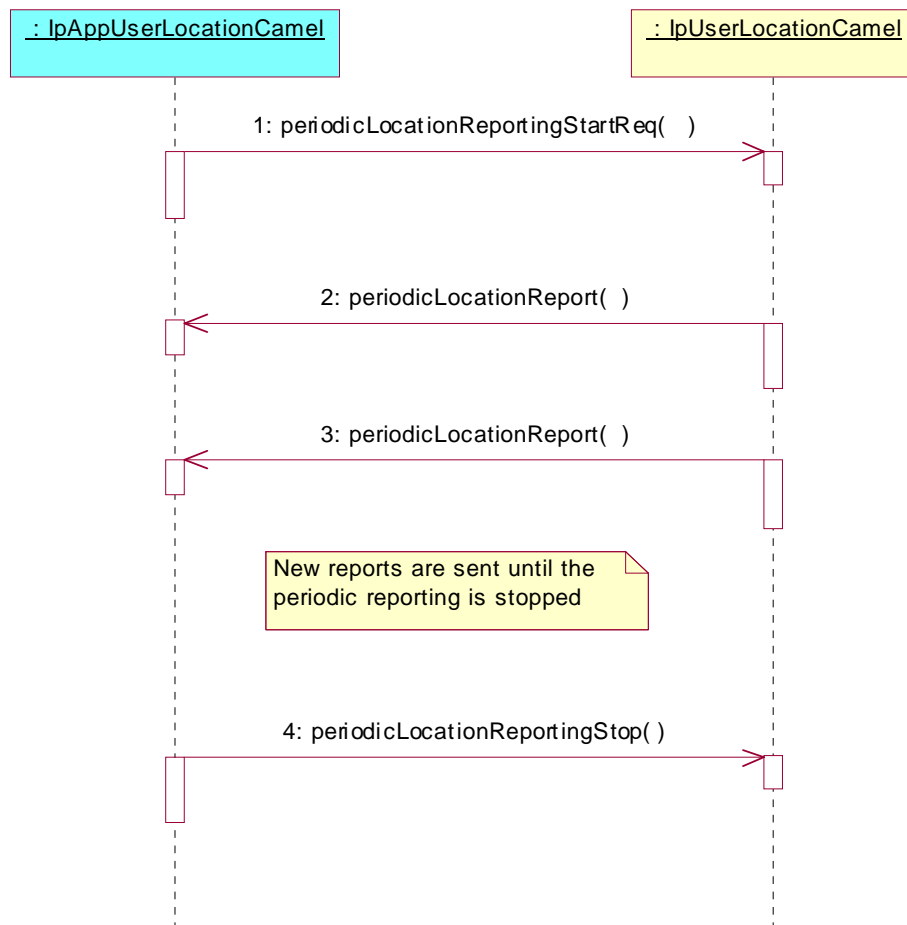 : IpAppUserLocationCamel
: IpUserLocationCamel
1: periodicLocationReportingStartReq( )
2: periodicLocationReport( )
3: periodicLocationReport( )
New reports are sent until the
periodic reporting is stopped
4: periodicLocationReportingStop( )